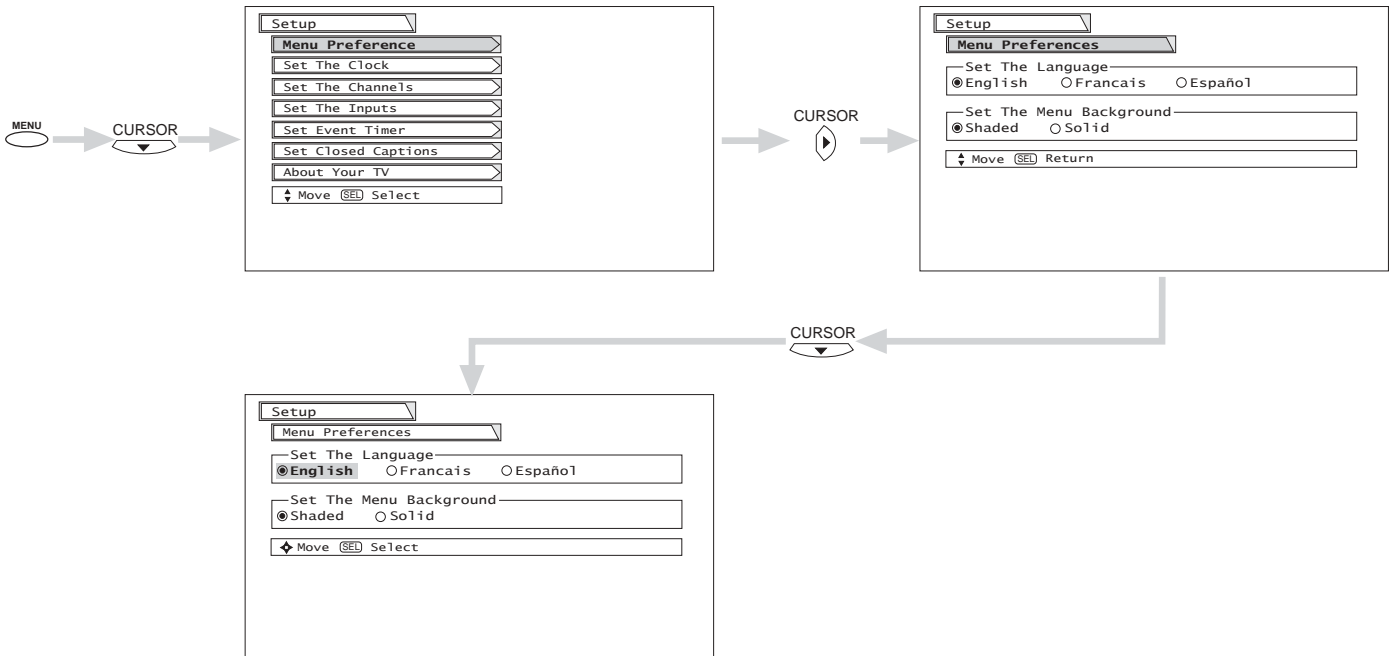 MENU
CURSOR
Setup
Menu Preference
Set The Clock
Set The Channels
Set The Inputs
Set Event Timer
Set Closed Captions
About Your TV
Move SEL Select
CURSOR
Setup
Menu Preferences
Set The Language
English Francais Español
Set The Menu Background
Shaded Solid
Move SEL Return
CURSOR
Setup
Menu Preferences
Set The Language
English Francais Español
Set The Menu Background
Shaded Solid
Move SEL Select